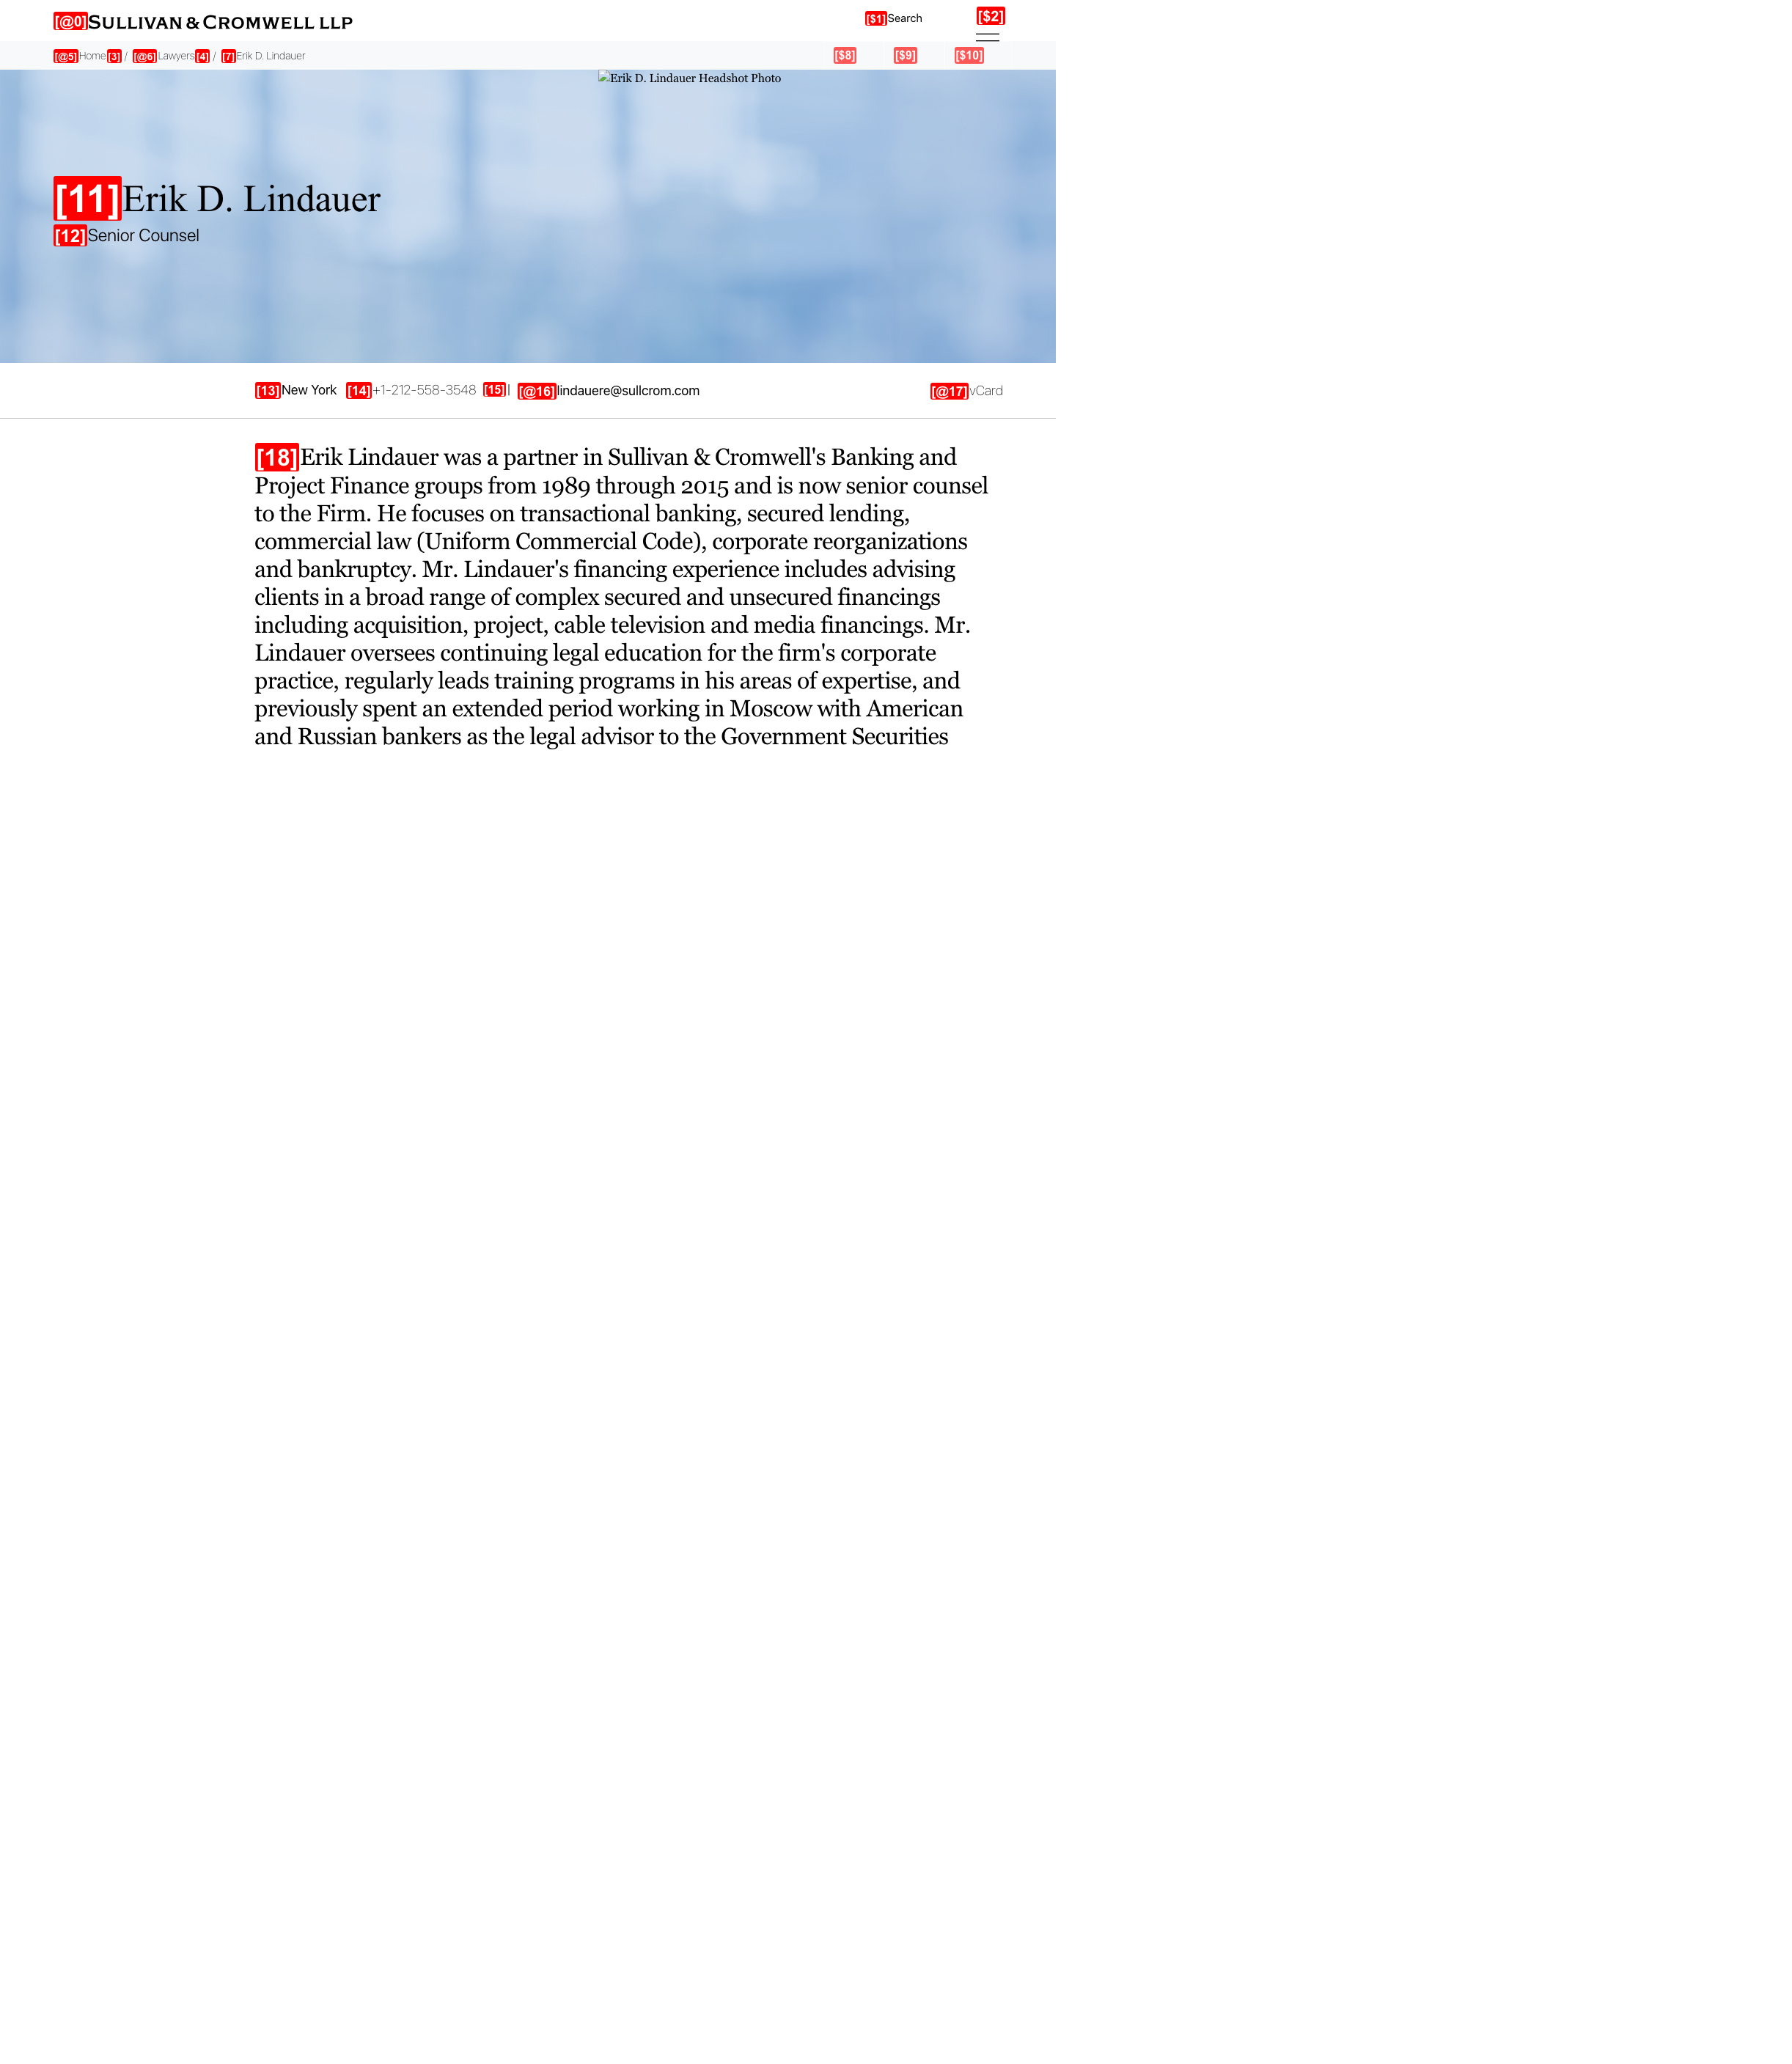 [@0]SULLIVAN & CROMWELL LLP
[$1]Search
[$2]
[@5]Home[3] / [@6]Lawyers[4] / [7]Erik D. Lindauer
[$8] [$9] [$10]
Erik D. Lindauer Headshot Photo
[11]Erik D. Lindauer
[12]Senior Counsel
[13]New York [14]+1-212-558-3548 [15]| [@16]lindauere@sullcrom.com [@17]vCard
[18]Erik Lindauer was a partner in Sullivan & Cromwell's Banking and
Project Finance groups from 1989 through 2015 and is now senior counsel
to the Firm. He focuses on transactional banking, secured lending,
commercial law (Uniform Commercial Code), corporate reorganizations
and bankruptcy. Mr. Lindauer's financing experience includes advising
clients in a broad range of complex secured and unsecured financings
including acquisition, project, cable television and media financings. Mr.
Lindauer oversees continuing legal education for the firm's corporate
practice, regularly leads training programs in his areas of expertise, and
previously spent an extended period working in Moscow with American
and Russian bankers as the legal advisor to the Government Securities